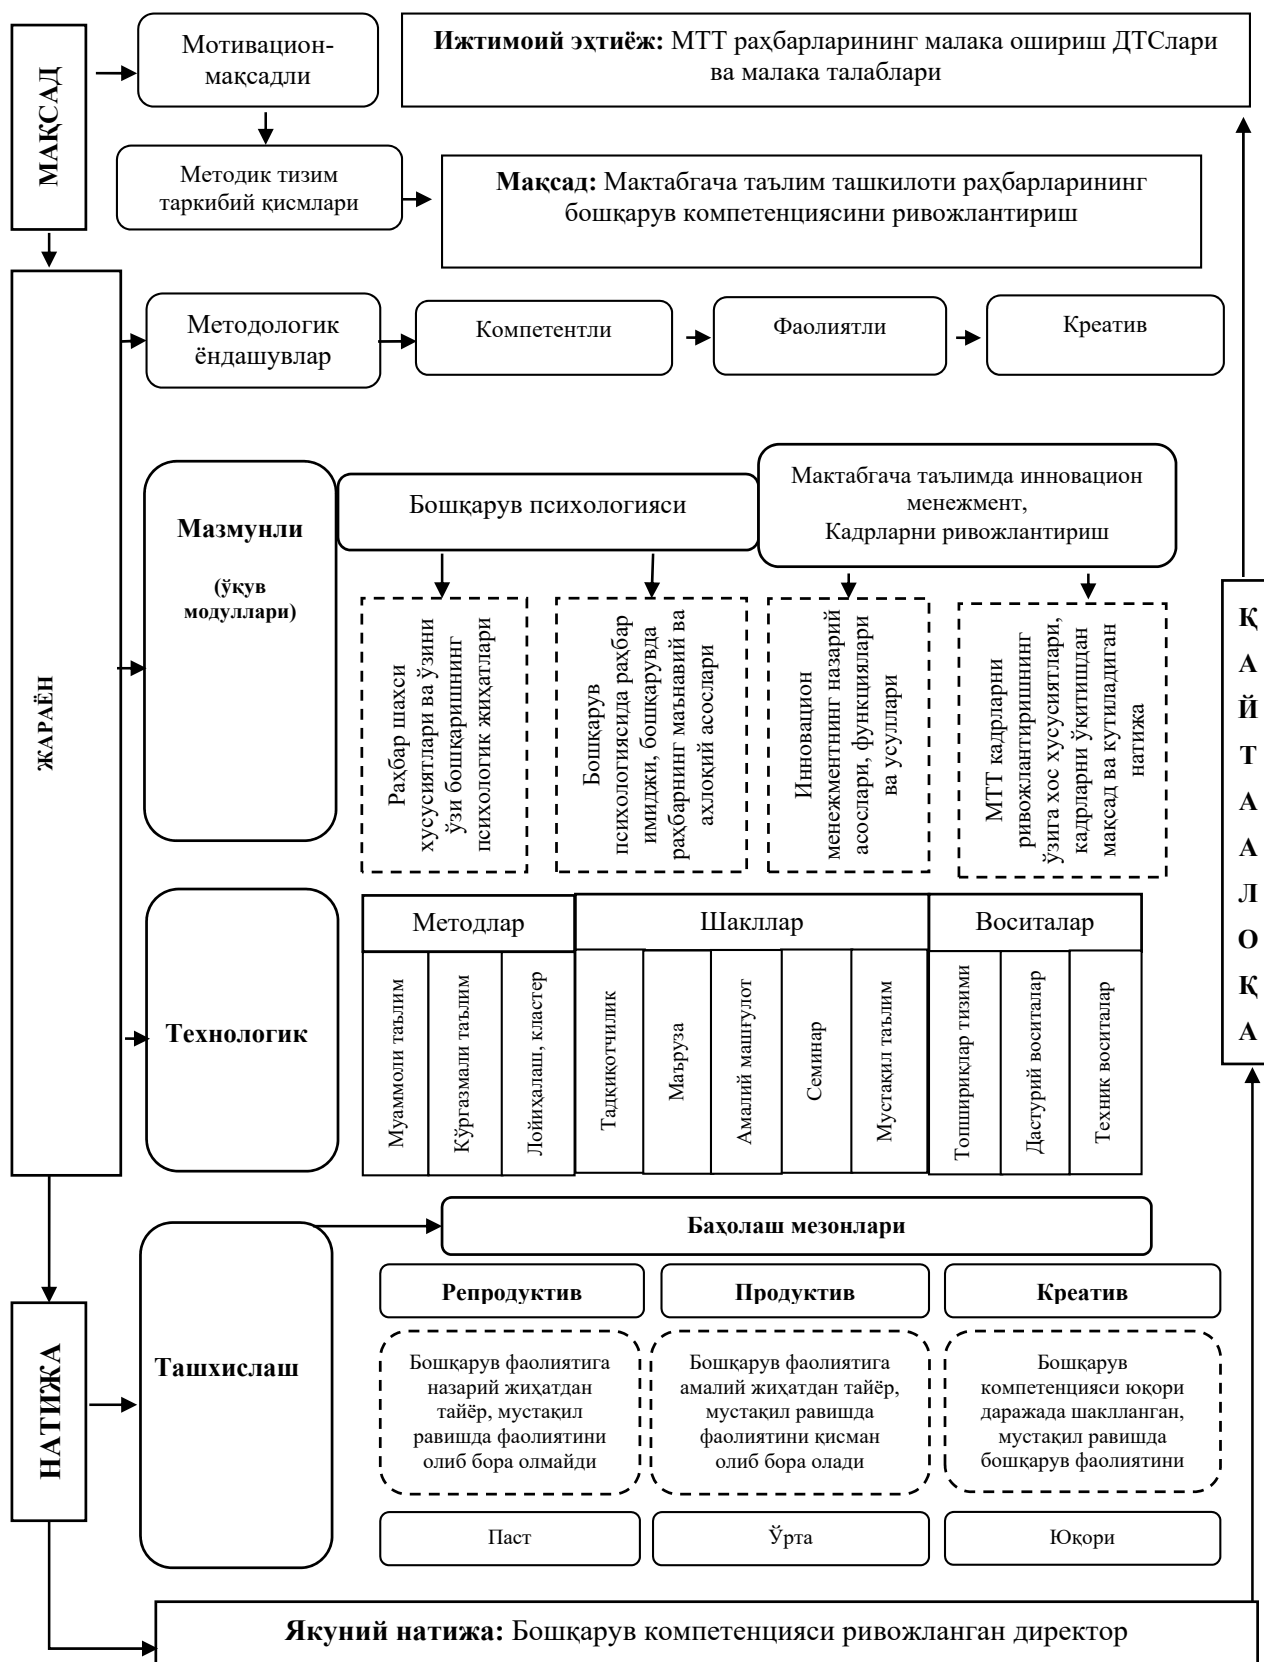 МАҚСАД
Мотивацион-
мақсадли
Ижтимоий эҳтиёж: МТТ раҳбарларининг малака ошириш ДТСлари
ва малака талаблари
Методик тизим
таркибий қисмлари
Мақсад: Мактабгача таълим ташкилоти раҳбарларининг
бошқарув компетенциясини ривожлантириш
ЖАРАЁН
Методологик
ёндашувлар
Компетентли
Фаолиятли
Креатив
Мазмунли
(ўқув
модуллари)
Бошқарув психологияси
Мактабгача таълимда инновацион
менежмент,
Кадрларни ривожлантириш
Раҳбар шахси
хусусиятлари ва ўзини
ўзи бошқаришнинг
психологик жиҳатлари
Бошқарув
психологиясида раҳбар
имиджи, бошқарувда
раҳбарнинг маънавий ва
ахлоқий асослари
Инновацион
менежментнинг назарий
асослари, функциялари
ва усуллари
МТТ кадрларни
ривожлантиришнинг
ўзига хос хусусиятлари,
кадрларни ўқитишдан
мақсад ва кутиладиган
натижа
Қ
А
Й
Т
А
А
Л
О
Қ
А
Технологик
Методлар
Шакллар
Воситалар
Муаммоли таълим
Кўргазмали таълим
Лойиҳалаш, кластер
Тадқиқотчилик
Маъруза
Амалий машғулот
Семинар
Мустақил таълим
Топшириқлар тизими
Дастурий воситалар
Техник воситалар
НАТИЖА
Ташхислаш
Баҳолаш мезонлари
Репродуктив
Продуктив
Креатив
Бошқарув фаолиятига
назарий жиҳатдан
тайёр, мустақил
равишда фаолиятини
олиб бора олмайди
Бошқарув фаолиятига
амалий жиҳатдан тайёр,
мустақил равишда
фаолиятини қисман
олиб бора олади
Бошқарув
компетенцияси юқори
даражада шаклланган,
мустақил равишда
бошқарув фаолиятини
Паст
Ўрта
Юқори
Якуний натижа: Бошқарув компетенцияси ривожланган директор